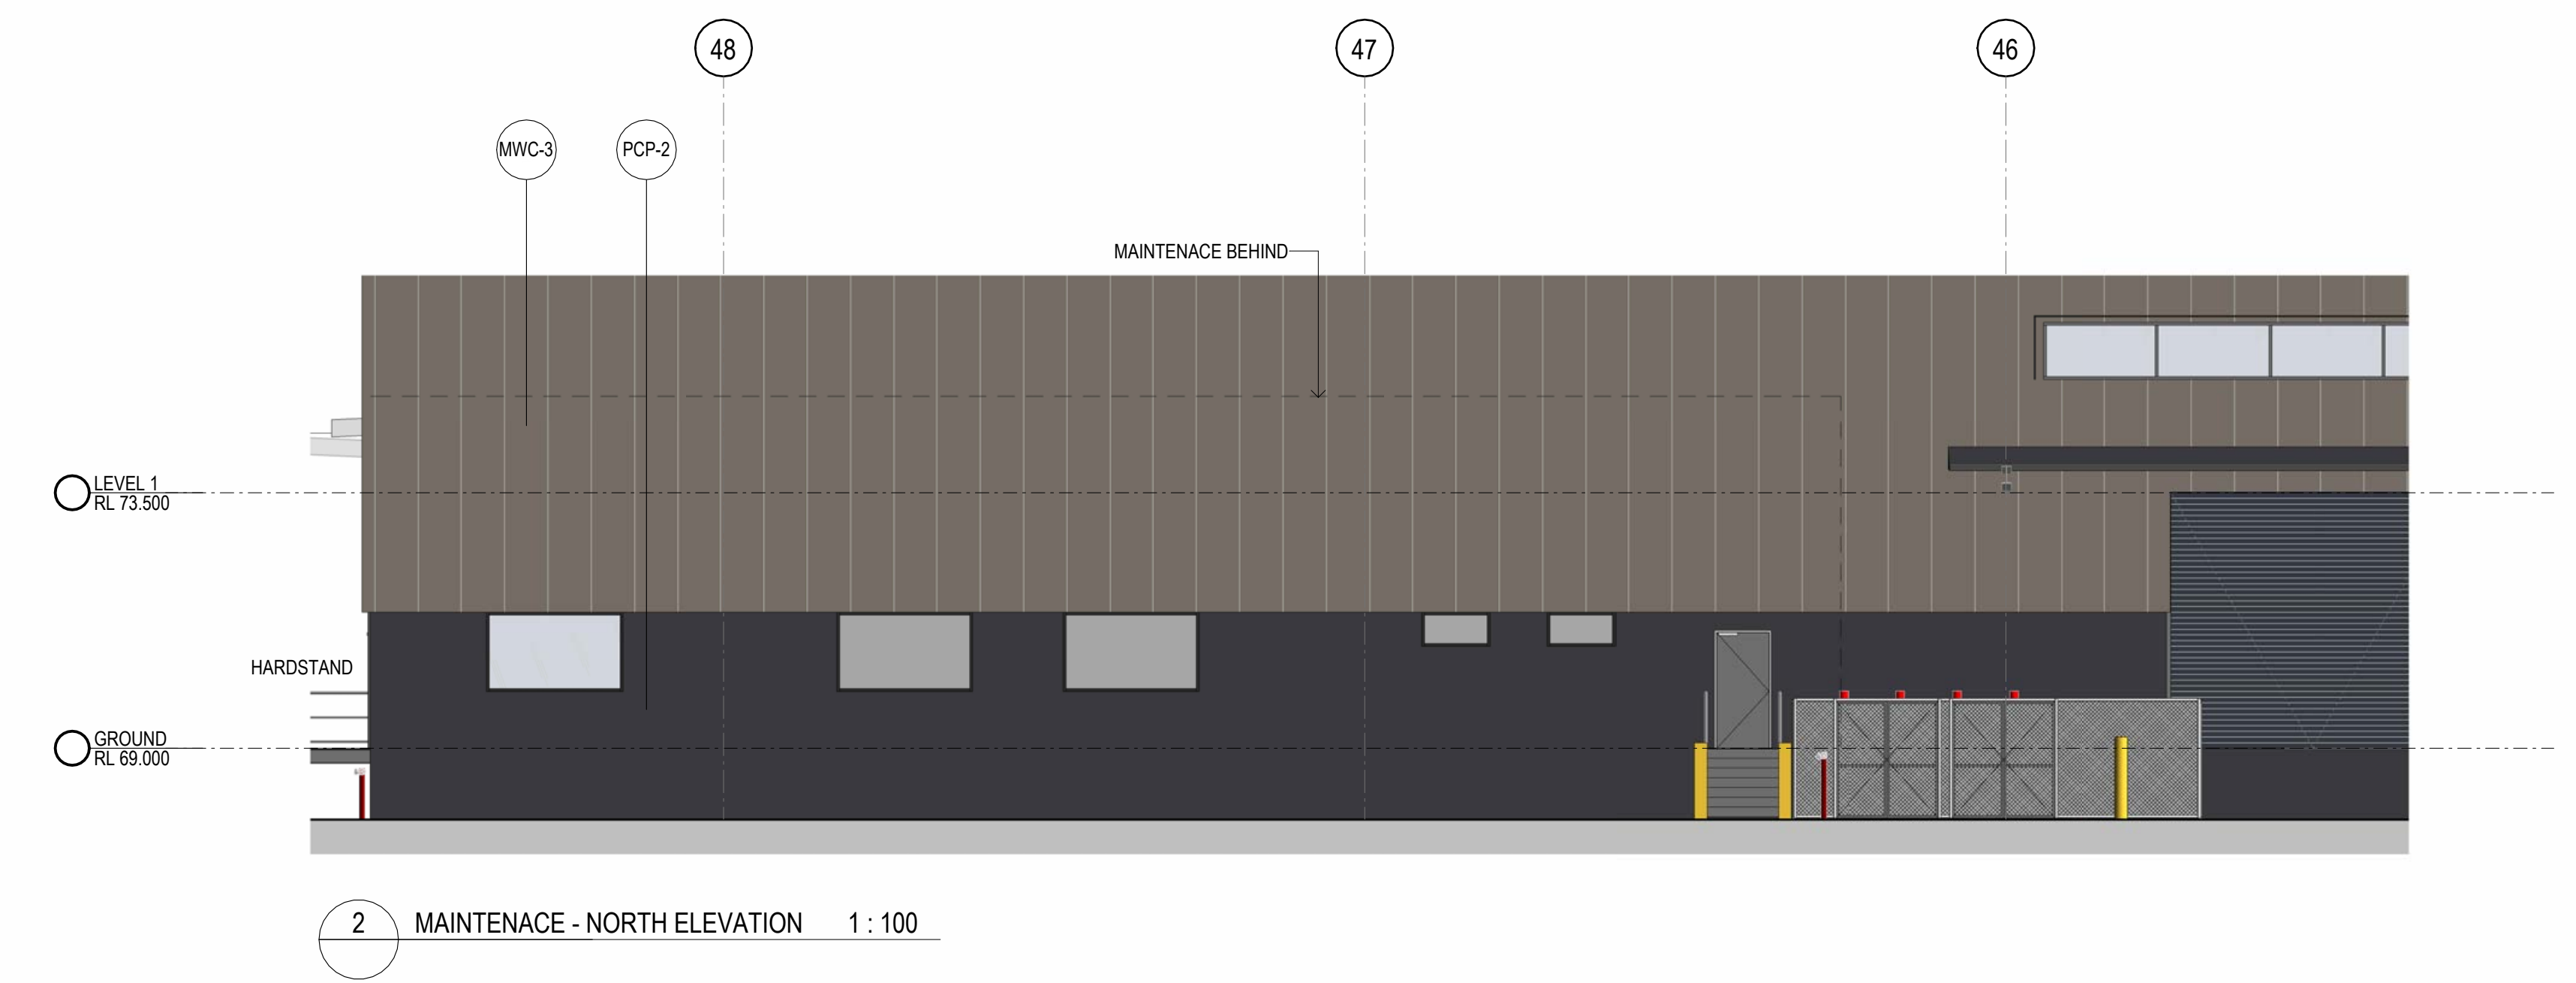 48
47
46
MWC-3
PCP-2
MAINTENACE BEHIND
LEVEL 1
RL 73.500
HARDSTAND
GROUND
RL 69.000
2 MAINTENACE - NORTH ELEVATION 1 : 100